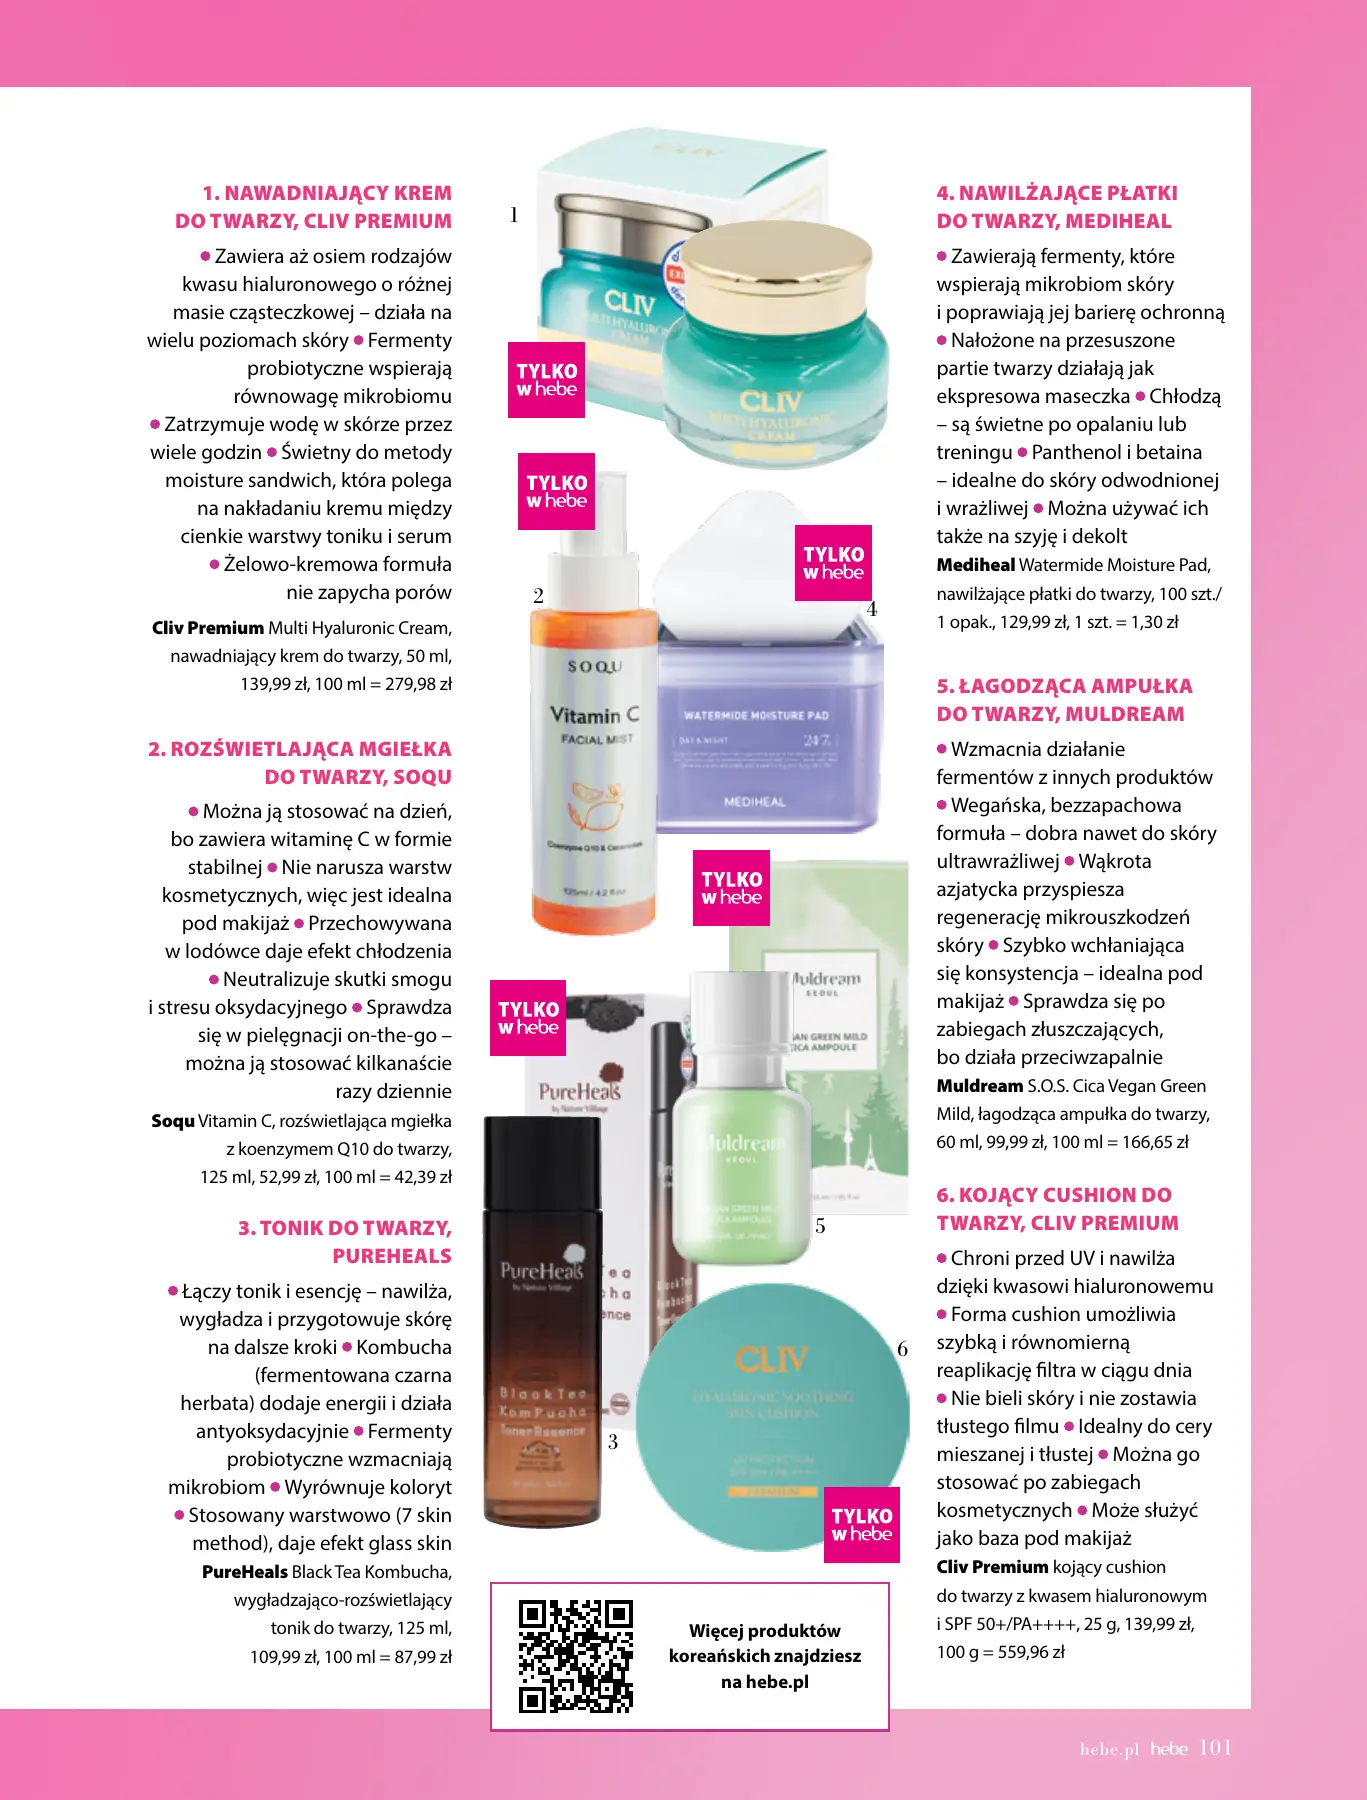 1. NAWADNIAJĄCY KREM
DO TWARZY, CLIV PREMIUM
● Zawiera aż osiem rodzajów
kwasu hialuronowego o różnej
masie cząsteczkowej – działa na
wielu poziomach skóry ● Fermenty
probiotyczne wspierają
równowagę mikrobiomu
● Zatrzymuje wodę w skórze przez
wiele godzin ● Świetny do metody
moisture sandwich, która polega
na nakładaniu kremu między
cienkie warstwy toniku i serum
● Żelowo-kremowa formuła
nie zapycha porów
Cliv Premium Multi Hyaluronic Cream,
nawadniający krem do twarzy, 50 ml,
139,99 zł, 100 ml = 279,98 zł
2. ROZŚWIETLAJĄCA MGIEŁKA
DO TWARZY, SOQU
● Można ją stosować na dzień,
bo zawiera witaminę C w formie
stabilnej ● Nie narusza warstw
kosmetycznych, więc jest idealna
pod makijaż ● Przechowywana
w lodówce daje efekt chłodzenia
● Neutralizuje skutki smogu
i stresu oksydacyjnego ● Sprawdza
się w pielęgnacji on-the-go –
można ją stosować kilkanaście
razy dziennie
Soqu Vitamin C, rozświetlająca mgiełka
z koenzymem Q10 do twarzy,
125 ml, 52,99 zł, 100 ml = 42,39 zł
3. TONIK DO TWARZY,
PUREHEALS
● Łączy tonik i esencję – nawilża,
wygładza i przygotowuje skórę
na dalsze kroki ● Kombucha
(fermentowana czarna
herbata) dodaje energii i działa
antyoksydacyjnie ● Fermenty
probiotyczne wzmacniają
mikrobiom ● Wyrównuje koloryt
● Stosowany warstwowo (7 skin
method), daje efekt glass skin
PureHeals Black Tea Kombucha,
wygładzająco-rozświetlający
tonik do twarzy, 125 ml,
109,99 zł, 100 ml = 87,99 zł
1
CLIV
CLIV
MULTI HYALURONIC
CREAM
CLIV
MULTI HYALURONIC
CREAM
TYLKO
w hebe
TYLKO
w hebe
2
SOQU
Vitamin C
FACIAL MIST
Coenzyme Q10 & Ceramides
125ml / 4.2 fl.oz
TYLKO
w hebe
4
WATERMIDE MOISTURE PAD
DAY & NIGHT
24/7
MEDIHEAL
TYLKO
w hebe
Muldream
SEOUL
GREEN MILD
CICA AMPOULE
Muldream
SEOUL
5
TYLKO
w hebe
PureHeals
by Nature Village
PureHeals
by Nature Village
Black Tea
KomPucha
Toner Essence
3
Black Tea
Kombucha
CLIV
HYALURONIC SOOTHING
SUN CUSHION
UV PROTECTION
PREMIUM
6
TYLKO
w hebe
Więcej produktów
koreańskich znajdziesz
na hebe.pl
4. NAWILŻAJĄCE PŁATKI
DO TWARZY, MEDIHEAL
● Zawierają fermenty, które
wspierają mikrobiom skóry
i poprawiają jej barierę ochronną
● Nałożone na przesuszone
partie twarzy działają jak
ekspresowa maseczka ● Chłodzą
– są świetne po opalaniu lub
treningu ● Panthenol i betaina
– idealne do skóry odwodnionej
i wrażliwej ● Można używać ich
także na szyję i dekolt
Mediheal Watermide Moisture Pad,
nawilżające płatki do twarzy, 100 szt./
1 opak., 129,99 zł, 1 szt. = 1,30 zł
5. ŁAGODZĄCA AMPUŁKA
DO TWARZY, MULDREAM
● Wzmacnia działanie
fermentów z innych produktów
● Wegańska, bezzapachowa
formuła – dobra nawet do skóry
ultrawrażliwej ● Wąkrota
azjatycka przyspiesza
regenerację mikrouszkodzeń
skóry ● Szybko wchłaniająca
się konsystencja – idealna pod
makijaż ● Sprawdza się po
zabiegach złuszczających,
bo działa przeciwzapalnie
Muldream S.O.S. Cica Vegan Green
Mild, łagodząca ampułka do twarzy,
60 ml, 99,99 zł, 100 ml = 166,65 zł
6. KOJĄCY CUSHION DO
TWARZY, CLIV PREMIUM
● Chroni przed UV i nawilża
dzięki kwasowi hialuronowemu
● Forma cushion umożliwia
szybką i równomierną
reaplikację filtra w ciągu dnia
● Nie bieli skóry i nie zostawia
tłustego filmu ● Idealny do cery
mieszanej i tłustej ● Można go
stosować po zabiegach
kosmetycznych ● Może służyć
jako baza pod makijaż
Cliv Premium kojący cushion
do twarzy z kwasem hialuronowym
i SPF 50+/PA++++, 25 g, 139,99 zł,
100 g = 559,96 zł
hebe.pl hebe 101